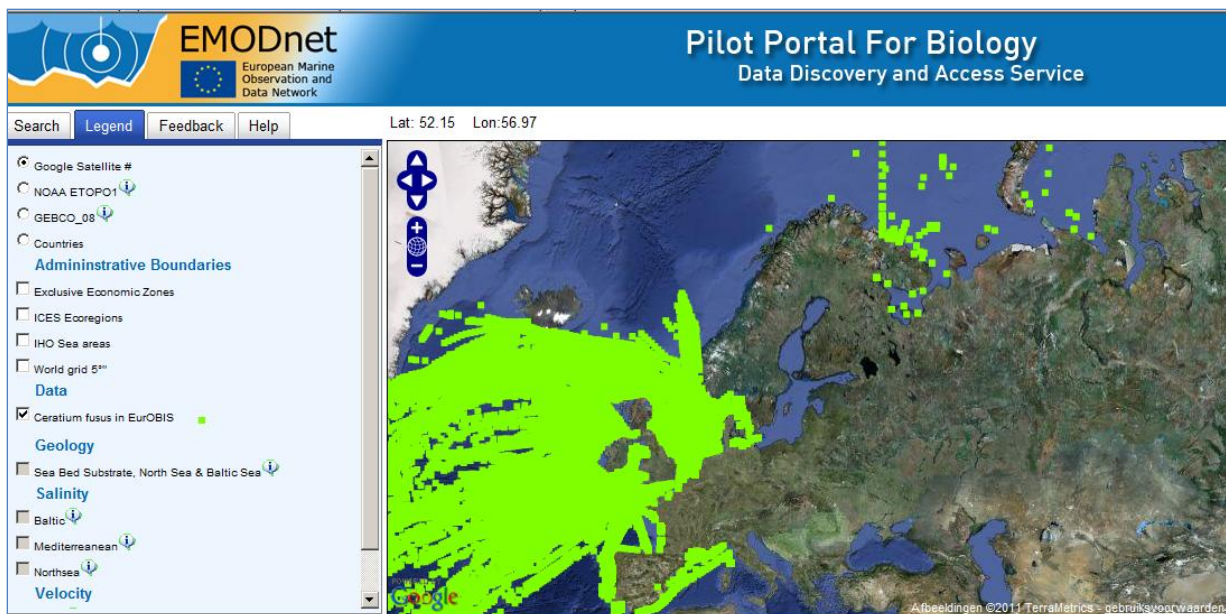 EMODnet
European Marine
Observation and
Data Network
Pilot Portal For Biology
Data Discovery and Access Service
Search Legend Feedback Help
Lat: 52.15 Lon:56.97
Google Satellite #
NOAA ETOPO1
GEBCO_08
Countries
Admininstrative Boundaries
Exclusive Economic Zones
ICES Ecoregions
IHO Sea areas
World grid 5°
Data
Ceratium fusus in EurOBIS
Geology
Sea Bed Substrate, North Sea & Baltic Sea
Salinity
Baltic
Mediterreanean
Northsea
Velocity
POWERED BY
Google
Afbeeldingen ©2011 TerraMetrics - gebruiksvoorwaarden